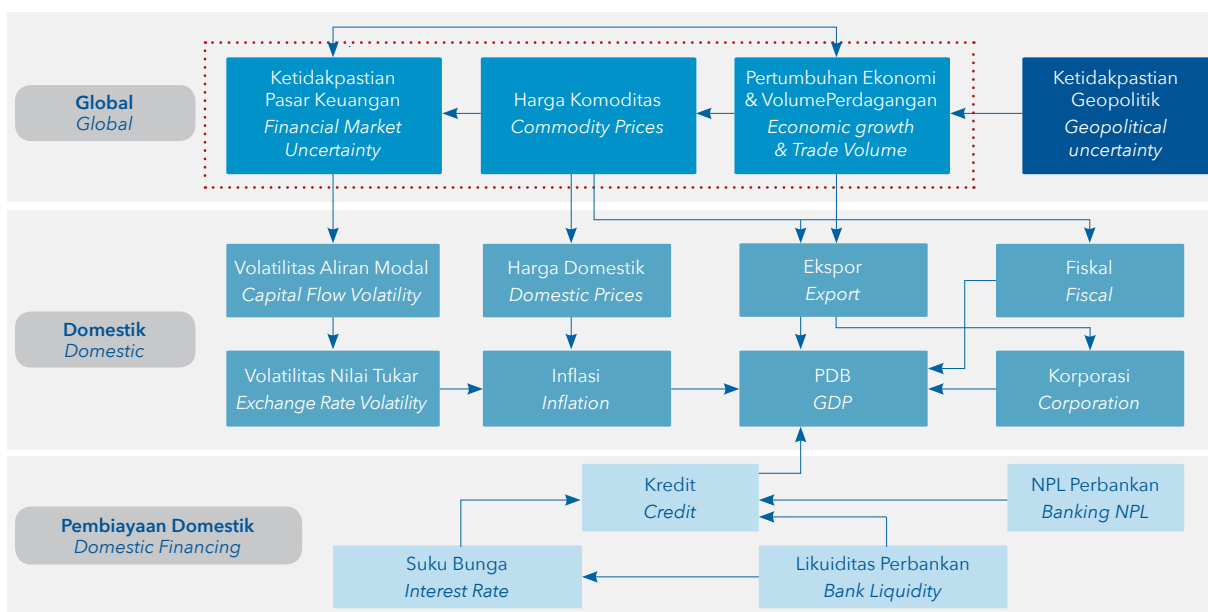 Global
Global
Ketidakpastian
Pasar Keuangan
Financial Market
Uncertainty
Harga Komoditas
Commodity Prices
Pertumbuhan Ekonomi
& VolumePerdagangan
Economic growth
& Trade Volume
Ketidakpastian
Geopolitik
Geopolitical
uncertainty
Domestik
Domestic
Volatilitas Aliran Modal
Capital Flow Volatility
Harga Domestik
Domestic Prices
Ekspor
Export
Fiskal
Fiscal
Volatilitas Nilai Tukar
Exchange Rate Volatility
Inflasi
Inflation
PDB
GDP
Korporasi
Corporation
Pembiayaan Domestik
Domestic Financing
Kredit
Credit
NPL Perbankan
Banking NPL
Suku Bunga
Interest Rate
Likuiditas Perbankan
Bank Liquidity